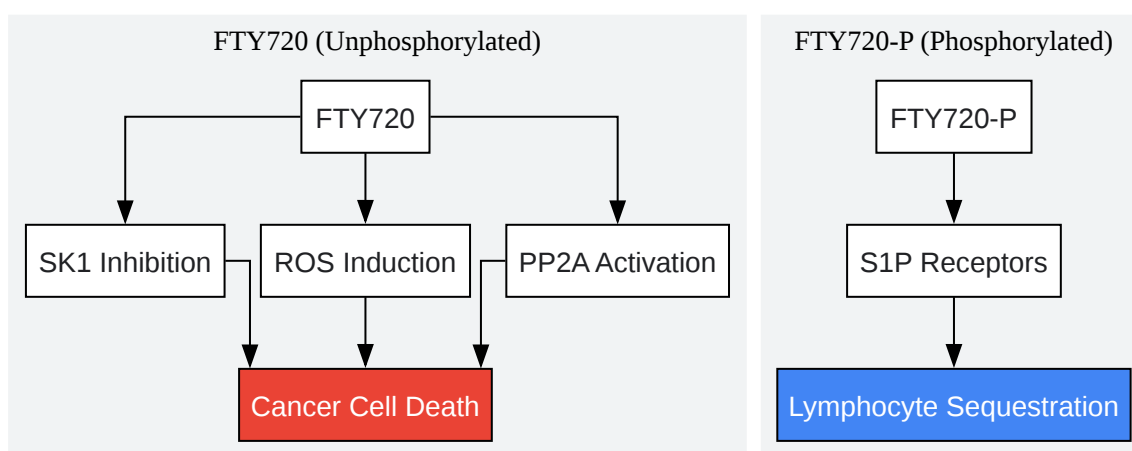 FTY720 (Unphosphorylated)
FTY720
SK1 Inhibition
ROS Induction
PP2A Activation
Cancer Cell Death
FTY720-P (Phosphorylated)
FTY720-P
S1P Receptors
Lymphocyte Sequestration